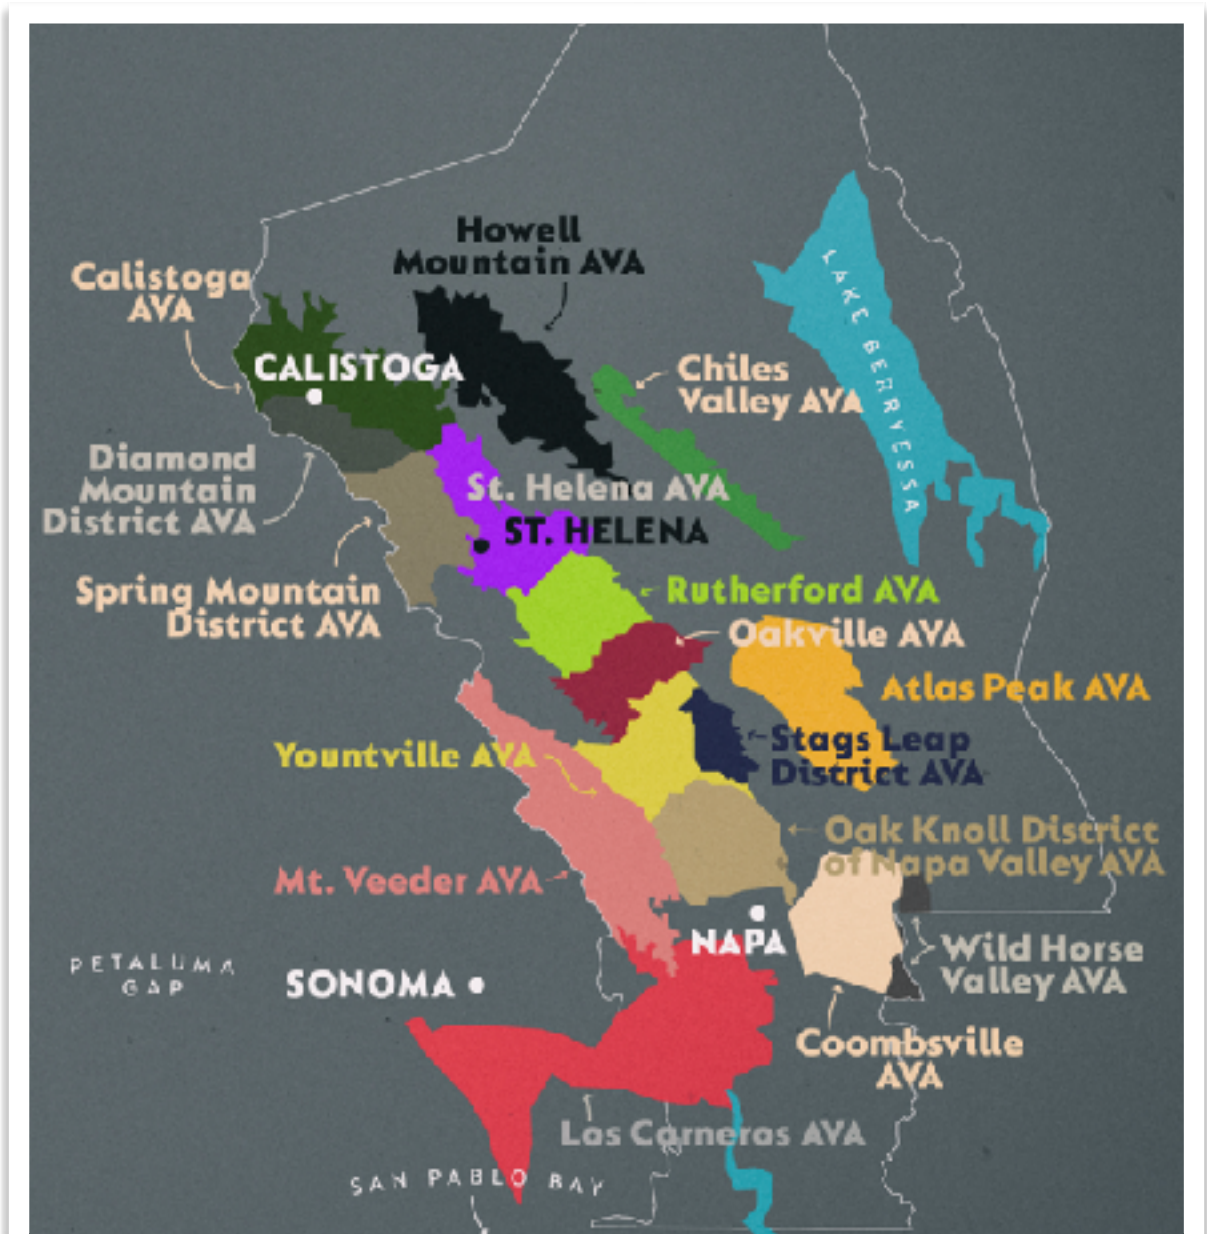 Howell
Mountain AVA
Calistoga
AVA
CALISTOGA
Chiles
Valley AVA
LAKE BERRYESSA
Diamond
Mountain
District AVA
St. Helena AVA
ST. HELENA
Spring Mountain
District AVA
Rutherford AVA
Oakville AVA
Atlas Peak AVA
Yountville AVA
Stags Leap
District AVA
Oak Knoll District
of Napa Valley AVA
Mt. Veeder AVA
NAPA
Wild Horse
Valley AVA
PETALUMA
GAP
SONOMA
Coombsville
AVA
Los Carneros AVA
SAN PABLO BAY